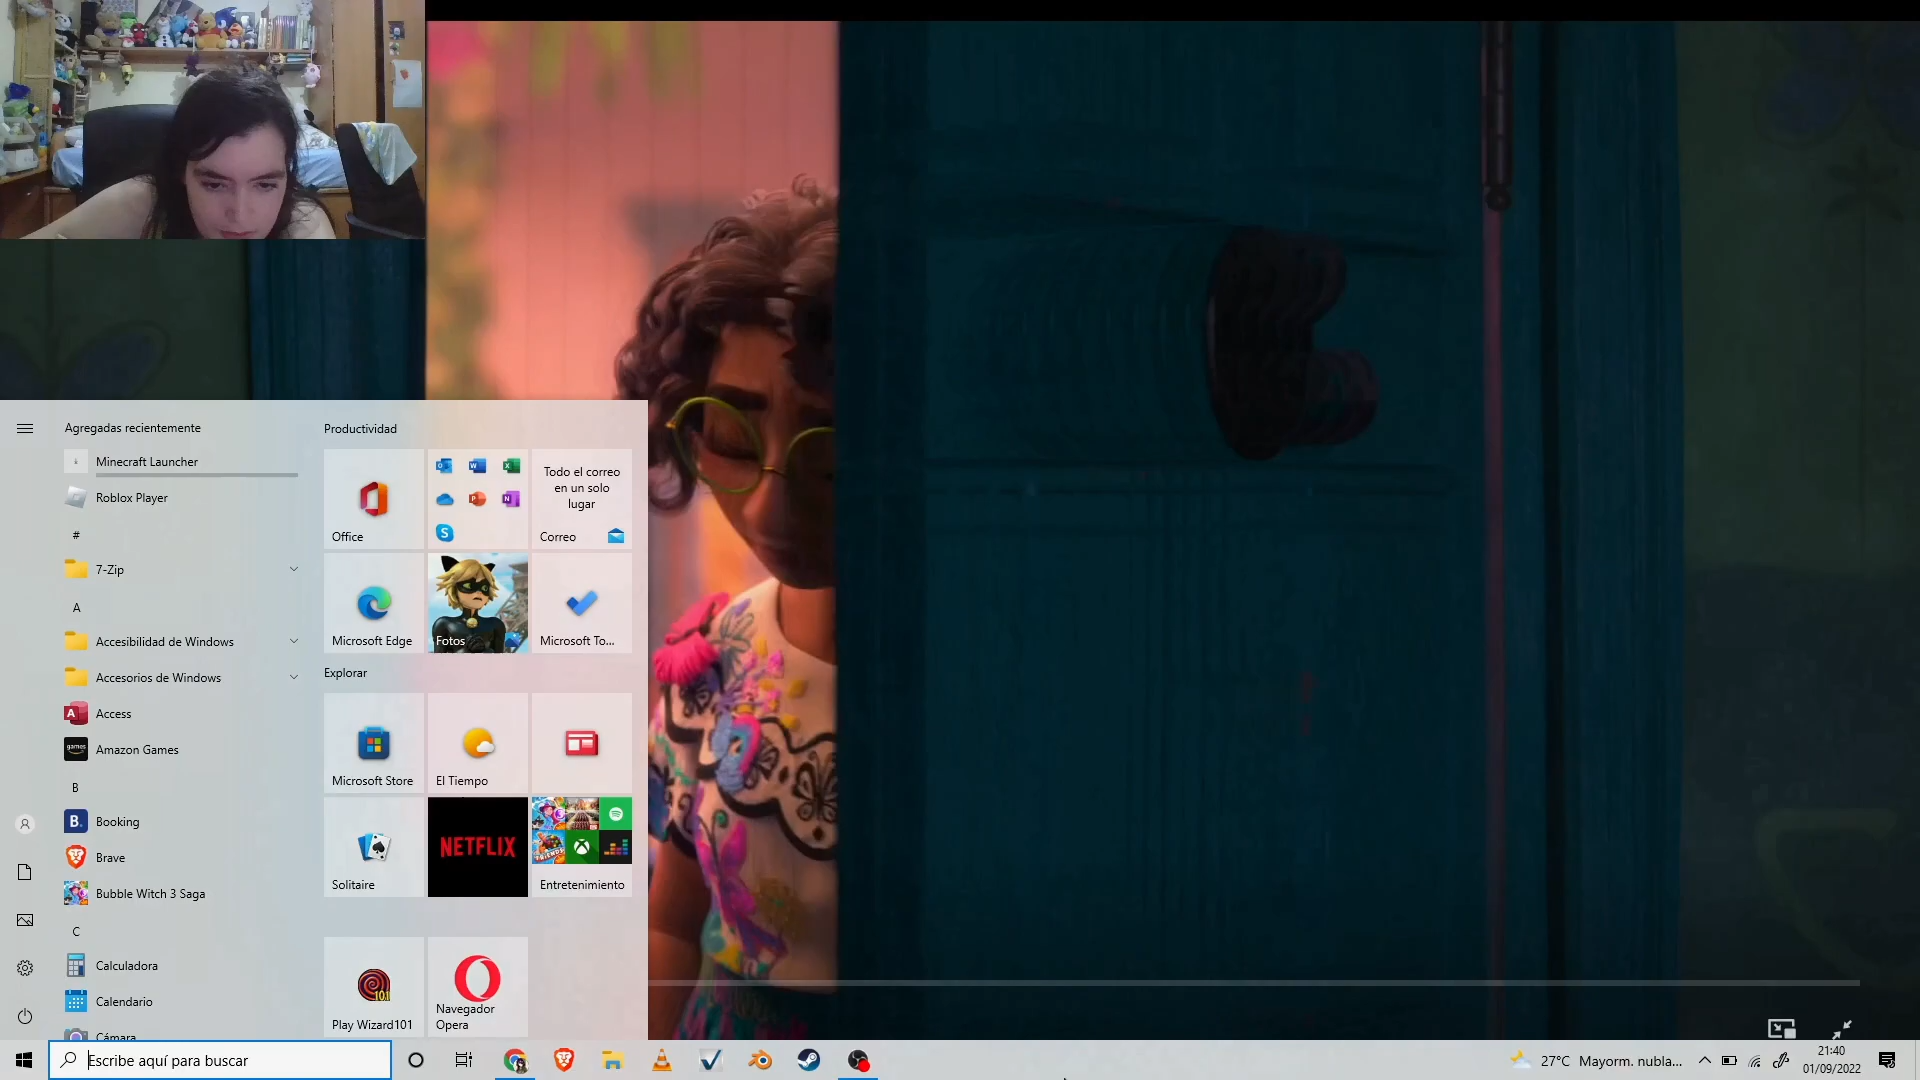 Agregadas recientemente
Minecraft Launcher
Roblox Player
#
7-Zip
A
Accesibilidad de Windows
Accesorios de Windows
Access
Amazon Games
B
Booking
Brave
Bubble Witch 3 Saga
C
Calculadora
Calendario
Cámara
Productividad
Office
Todo el correo
en un solo
lugar
Correo
Microsoft Edge
Fotos
Microsoft To...
Explorar
Microsoft Store
El Tiempo
Solitaire
NETFLIX
Entretenimiento
Play Wizard101
Navegador
Opera
Escribe aquí para buscar
27°C Mayorm. nubla...
21:40
01/09/2022